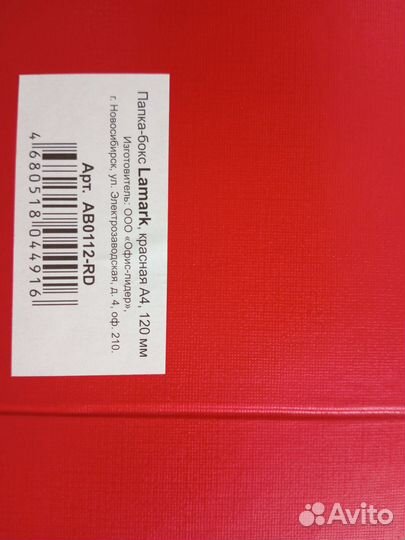 Папка-бокс Lamark, красная А4, 120 мм
Изготовитель: ООО «Офис-лидер»,
г. Новосибирск, ул. Электрозаводская, д. 4, оф. 210.
4 680518 044916
Арт. AB0112-RD
Avito